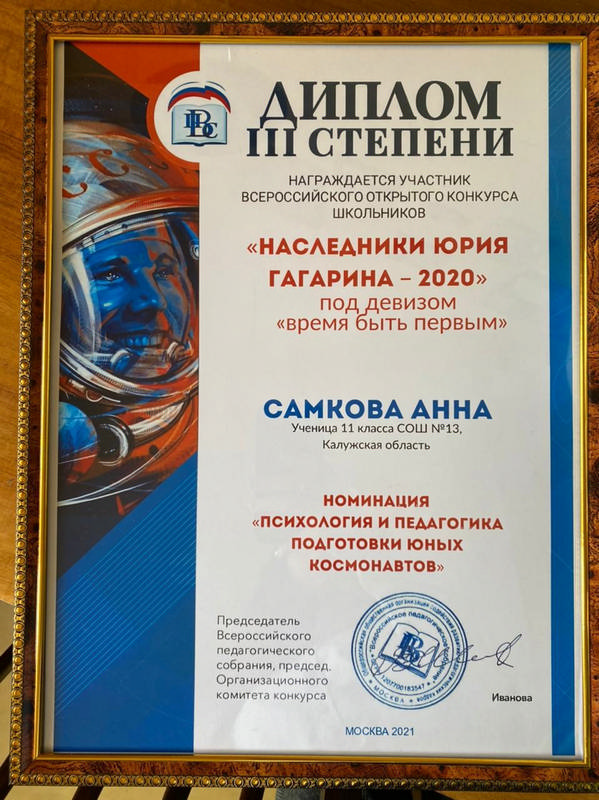 ДИПЛОМ
III СТЕПЕНИ
НАГРАЖДАЕТСЯ УЧАСТНИК
ВСЕРОССИЙСКОГО ОТКРЫТОГО КОНКУРСА
ШКОЛЬНИКОВ
«НАСЛЕДНИКИ ЮРИЯ
ГАГАРИНА – 2020»
под девизом
«время быть первым»
САМКОВА АННА
Ученица 11 класса СОШ №13,
Калужская область
НОМИНАЦИЯ
«ПСИХОЛОГИЯ И ПЕДАГОГИКА
ПОДГОТОВКИ ЮНЫХ
КОСМОНАВТОВ»
Председатель
Всероссийского
педагогического
собрания, председ.
Организационного
комитета конкурса
Иванова
МОСКВА 2021